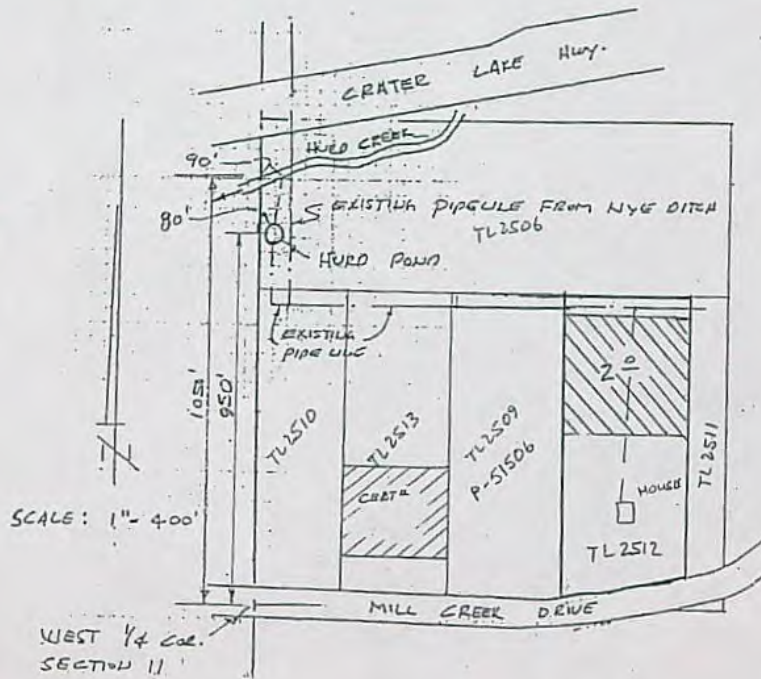 CRATER LAKE HWY.
HURD CREEK
90'
80'
EXISTING PIPELINE FROM NYE DITCH
TL2506
HURD POND
EXISTING
PIPELINE
1051'
950'
TL2510
TL2513
TL2509
P-51506
2.0
TL2511
HOUSE
TL2512
SCALE: 1"- 400'
MILL CREEK DRIVE
WEST 1/4 COR.
SECTION 11